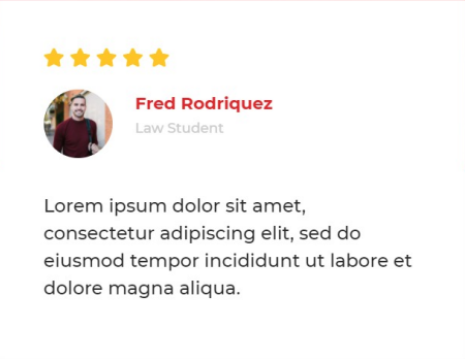 Fred Rodriquez
Law Student
Lorem ipsum dolor sit amet,
consectetur adipiscing elit, sed do
eiusmod tempor incididunt ut labore et
dolore magna aliqua.